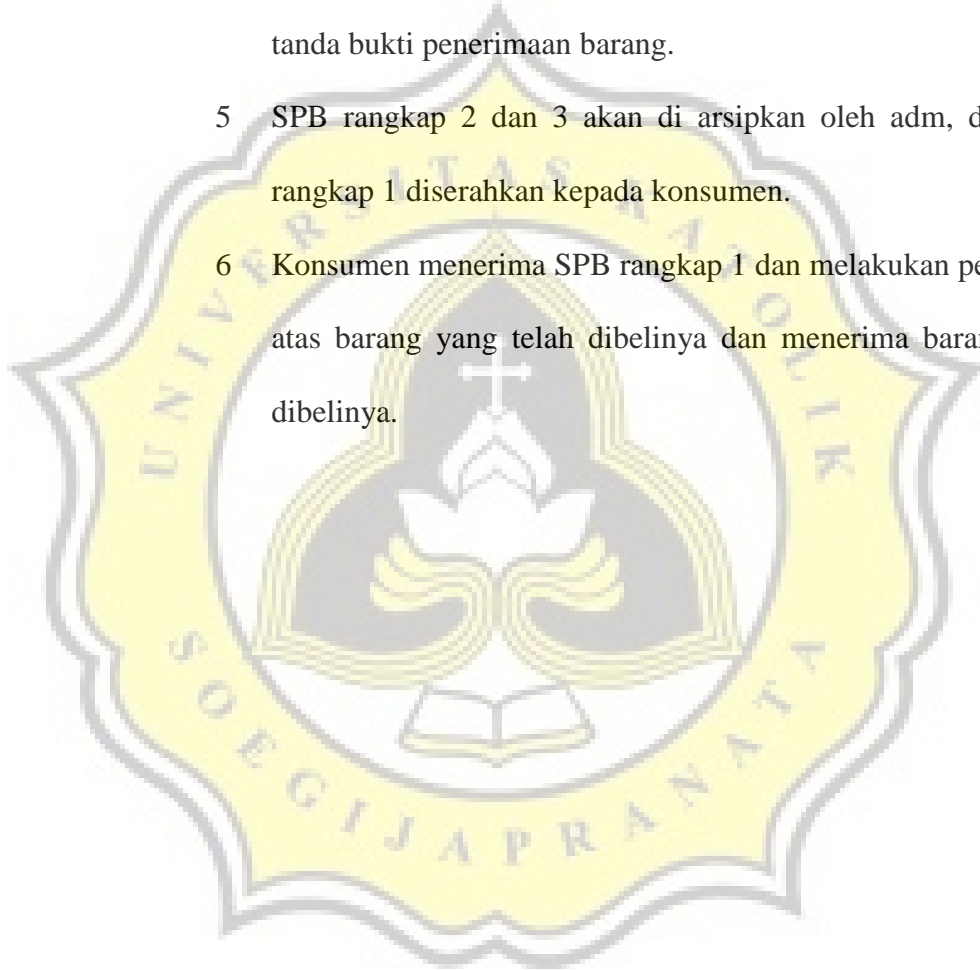 tanda bukti penerimaan barang.
5 SPB rangkap 2 dan 3 akan di arsipkan oleh adm, d
rangkap 1 diserahkan kepada konsumen.
6 Konsumen menerima SPB rangkap 1 dan melakukan pe
atas barang yang telah dibelinya dan menerima bara
dibelinya.
UNIVERSITAS KATOLIK
SOEGIJAPRANATA